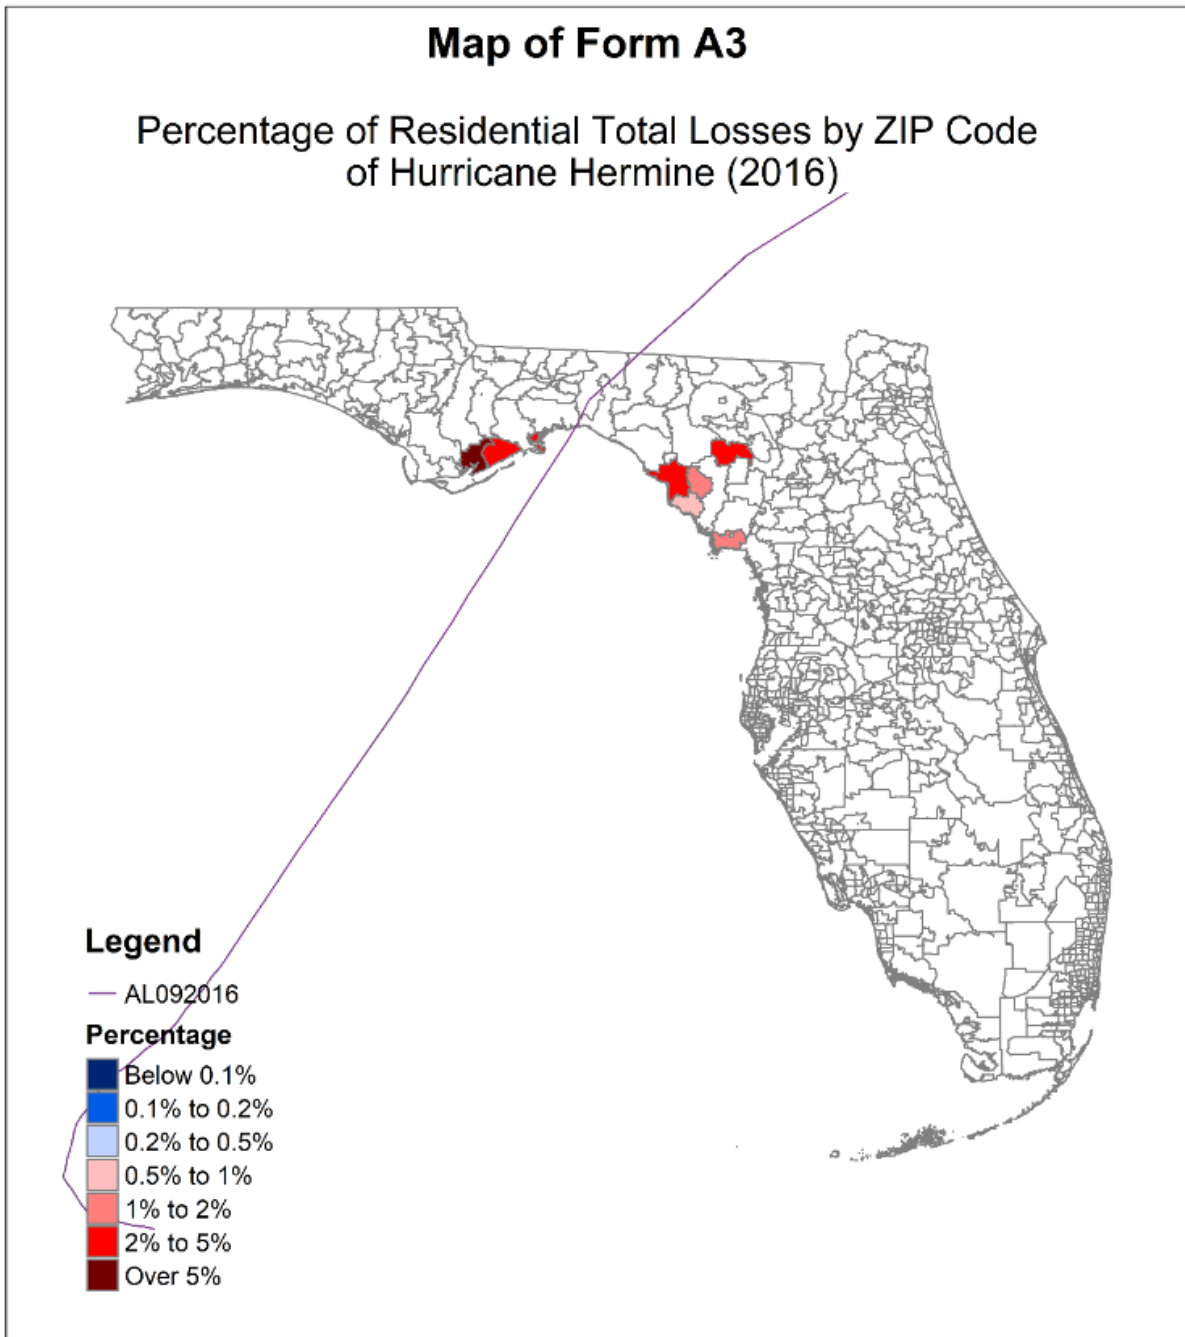 Map of Form A3
Percentage of Residential Total Losses by ZIP Code
of Hurricane Hermine (2016)
Legend
AL092016
Percentage
Below 0.1%
0.1% to 0.2%
0.2% to 0.5%
0.5% to 1%
1% to 2%
2% to 5%
Over 5%